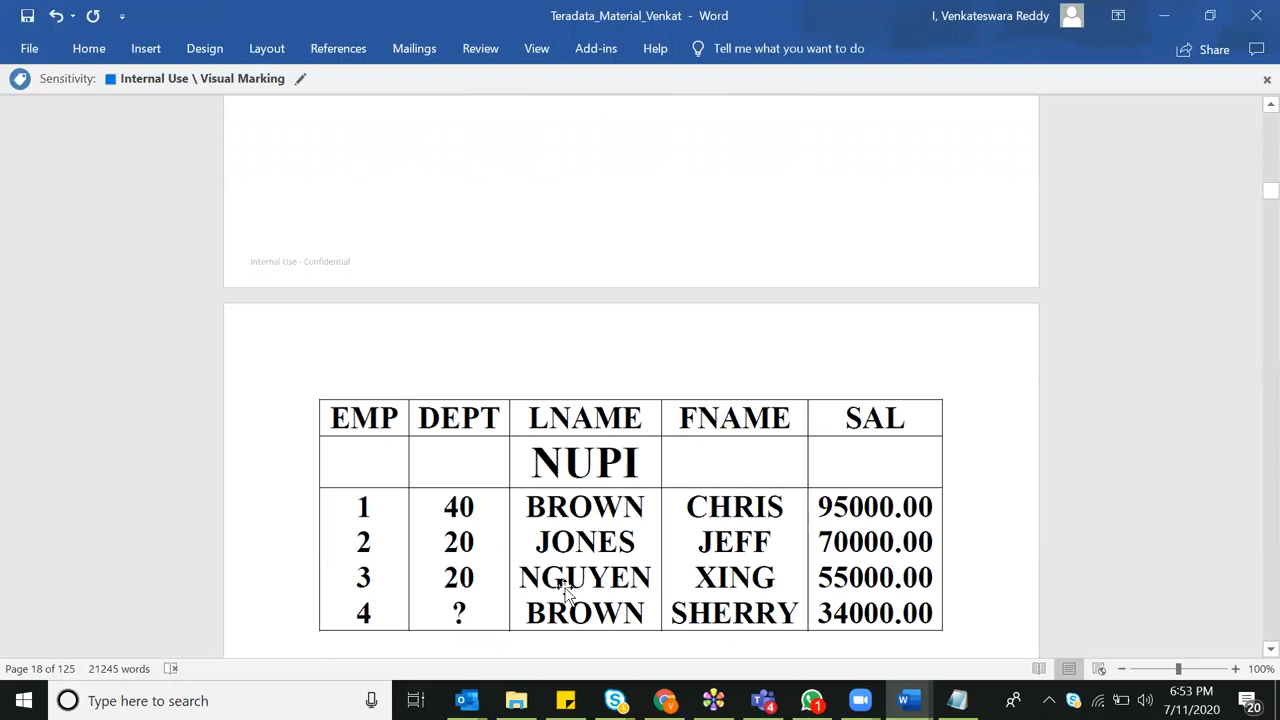 Teradata_Material_Venkat - Word
I, Venkateswara Reddy
File Home Insert Design Layout References Mailings Review View Add-ins Help Tell me what you want to do Share
Sensitivity: Internal Use \ Visual Marking
Internal Use - Confidential
EMP DEPT LNAME FNAME SAL
NUPI
1 40 BROWN CHRIS 95000.00
2 20 JONES JEFF 70000.00
3 20 NGUYEN XING 55000.00
4 ? BROWN SHERRY 34000.00
Page 18 of 125 21245 words 100%
Type here to search
4
1
6:53 PM
7/11/2020
20